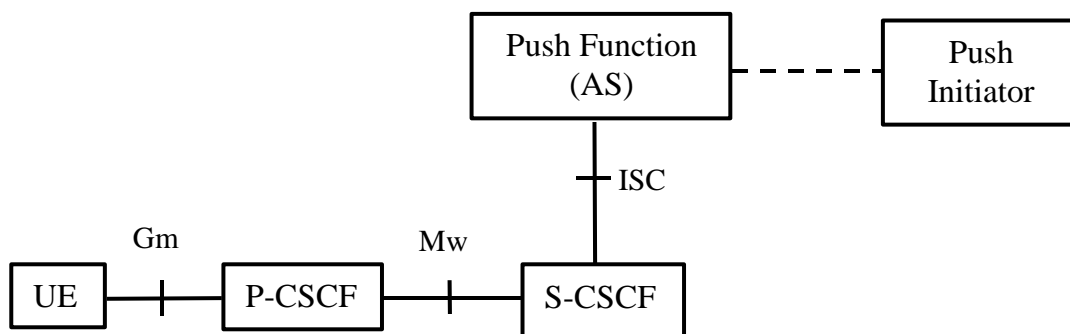 Push Function
(AS)
Push
Initiator
ISC
Gm
Mw
UE
P-CSCF
S-CSCF